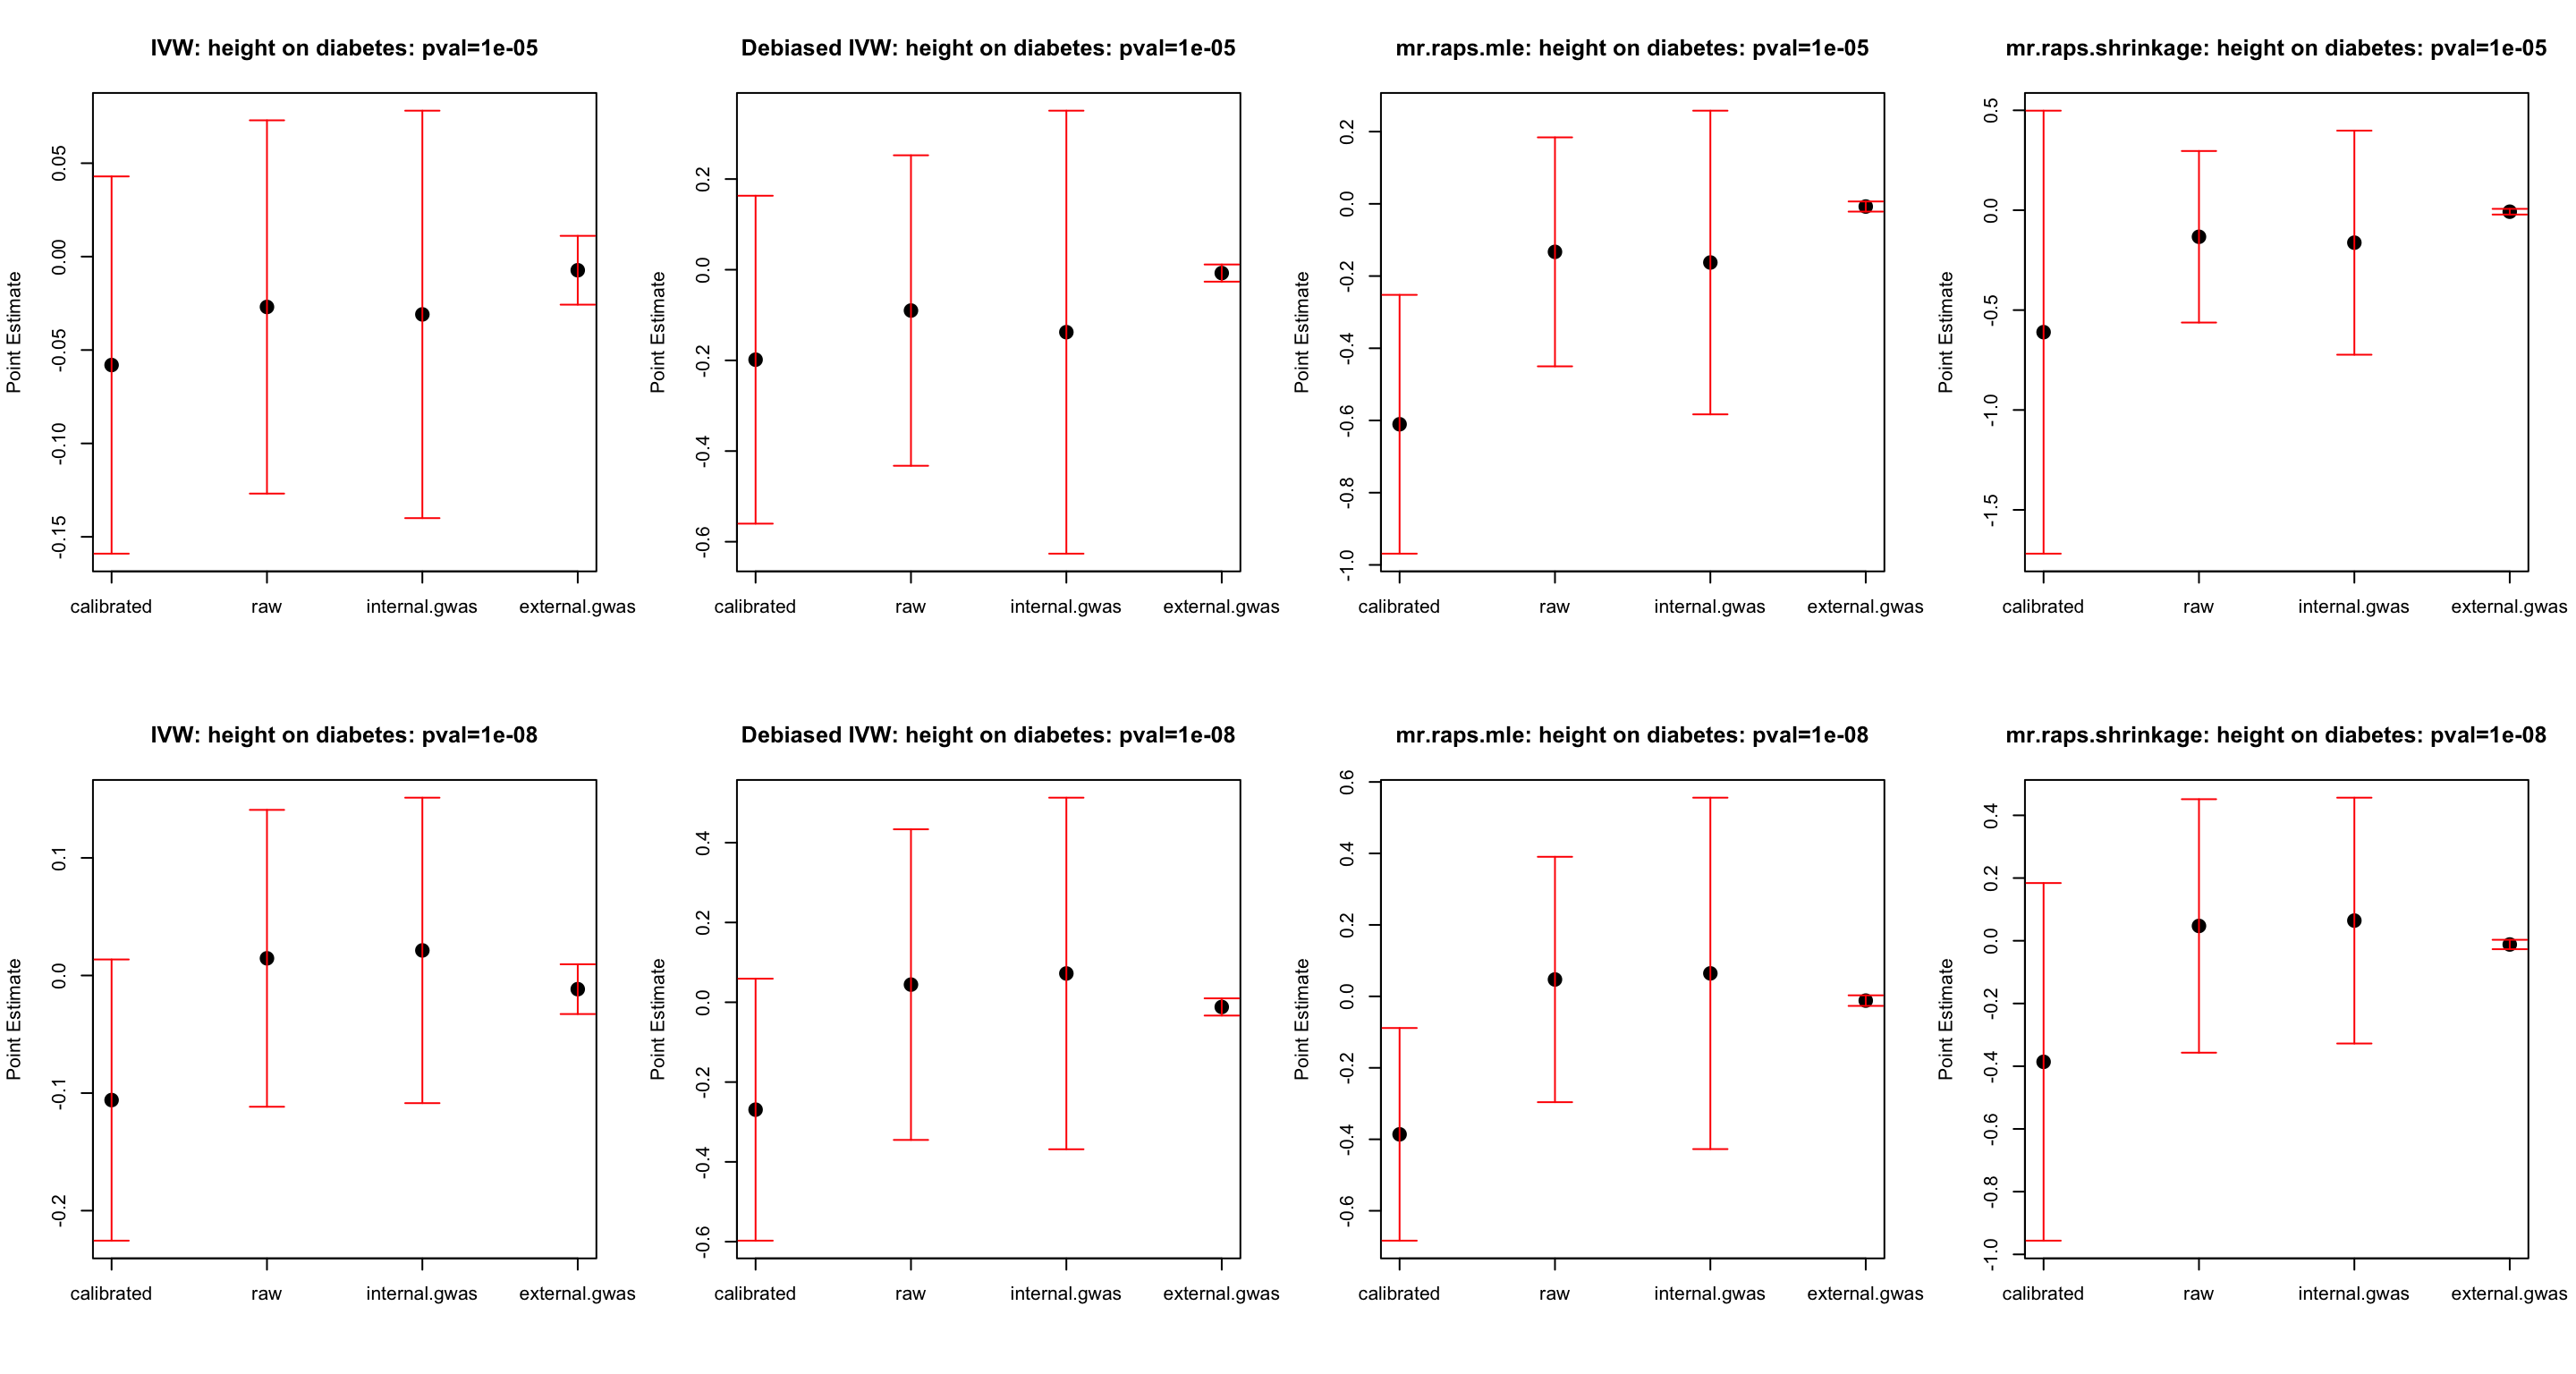 IVW: height on diabetes: pval=1e-05
Point Estimate
0.05
0.00
-0.05
-0.10
-0.15
calibrated raw internal.gwas external.gwas
Debiased IVW: height on diabetes: pval=1e-05
Point Estimate
0.2
0.0
-0.2
-0.4
-0.6
calibrated raw internal.gwas external.gwas
mr.raps.mle: height on diabetes: pval=1e-05
Point Estimate
0.2
0.0
-0.2
-0.4
-0.6
-0.8
-1.0
calibrated raw internal.gwas external.gwas
mr.raps.shrinkage: height on diabetes: pval=1e-05
Point Estimate
0.5
0.0
-0.5
-1.0
-1.5
calibrated raw internal.gwas external.gwas
IVW: height on diabetes: pval=1e-08
Point Estimate
0.1
0.0
-0.1
-0.2
calibrated raw internal.gwas external.gwas
Debiased IVW: height on diabetes: pval=1e-08
Point Estimate
0.4
0.2
0.0
-0.2
-0.4
-0.6
calibrated raw internal.gwas external.gwas
mr.raps.mle: height on diabetes: pval=1e-08
Point Estimate
0.6
0.4
0.2
0.0
-0.2
-0.4
-0.6
calibrated raw internal.gwas external.gwas
mr.raps.shrinkage: height on diabetes: pval=1e-08
Point Estimate
0.4
0.2
0.0
-0.2
-0.4
-0.6
-0.8
-1.0
calibrated raw internal.gwas external.gwas